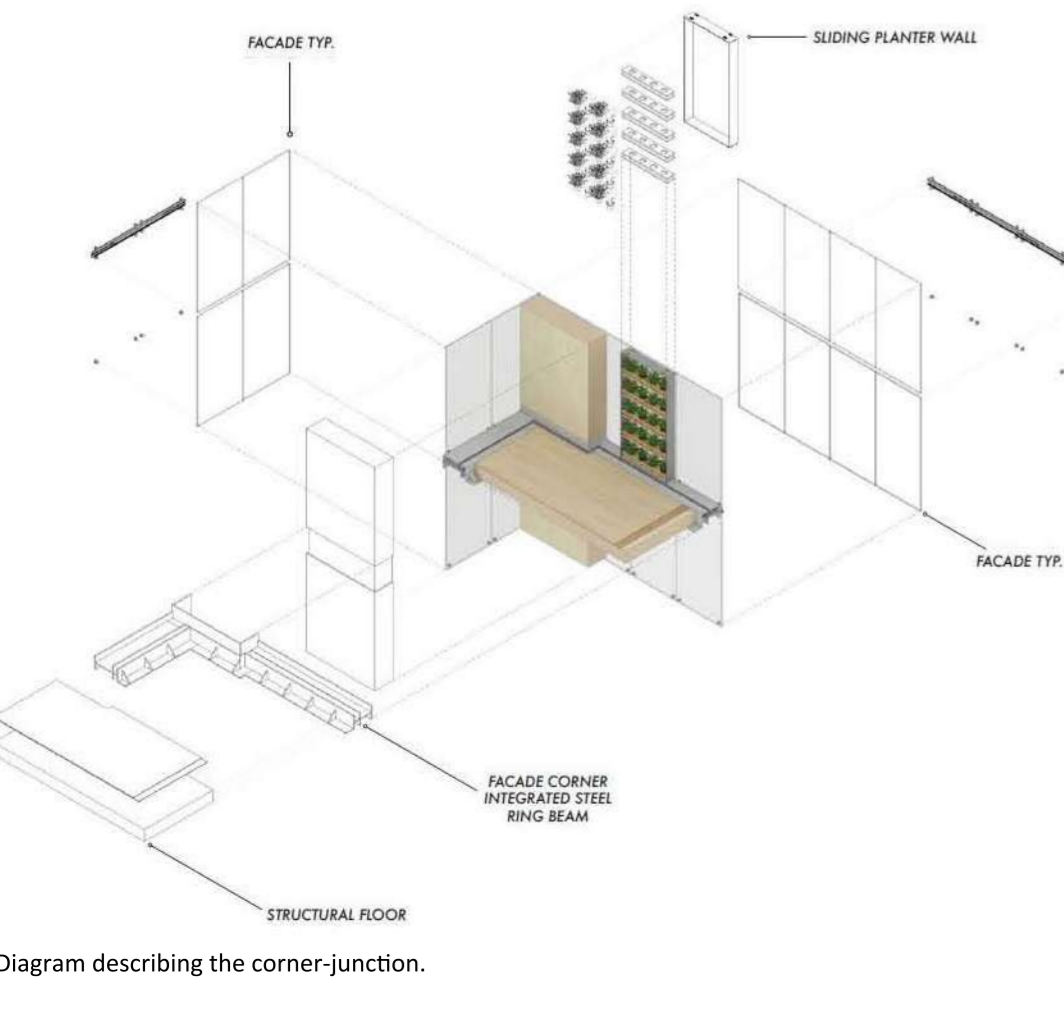 SLIDING PLANTER WALL
FACADE TYP.
FACADE TYP.
FACADE CORNER
INTEGRATED STEEL
RING BEAM
STRUCTURAL FLOOR
Diagram describing the corner-junction.